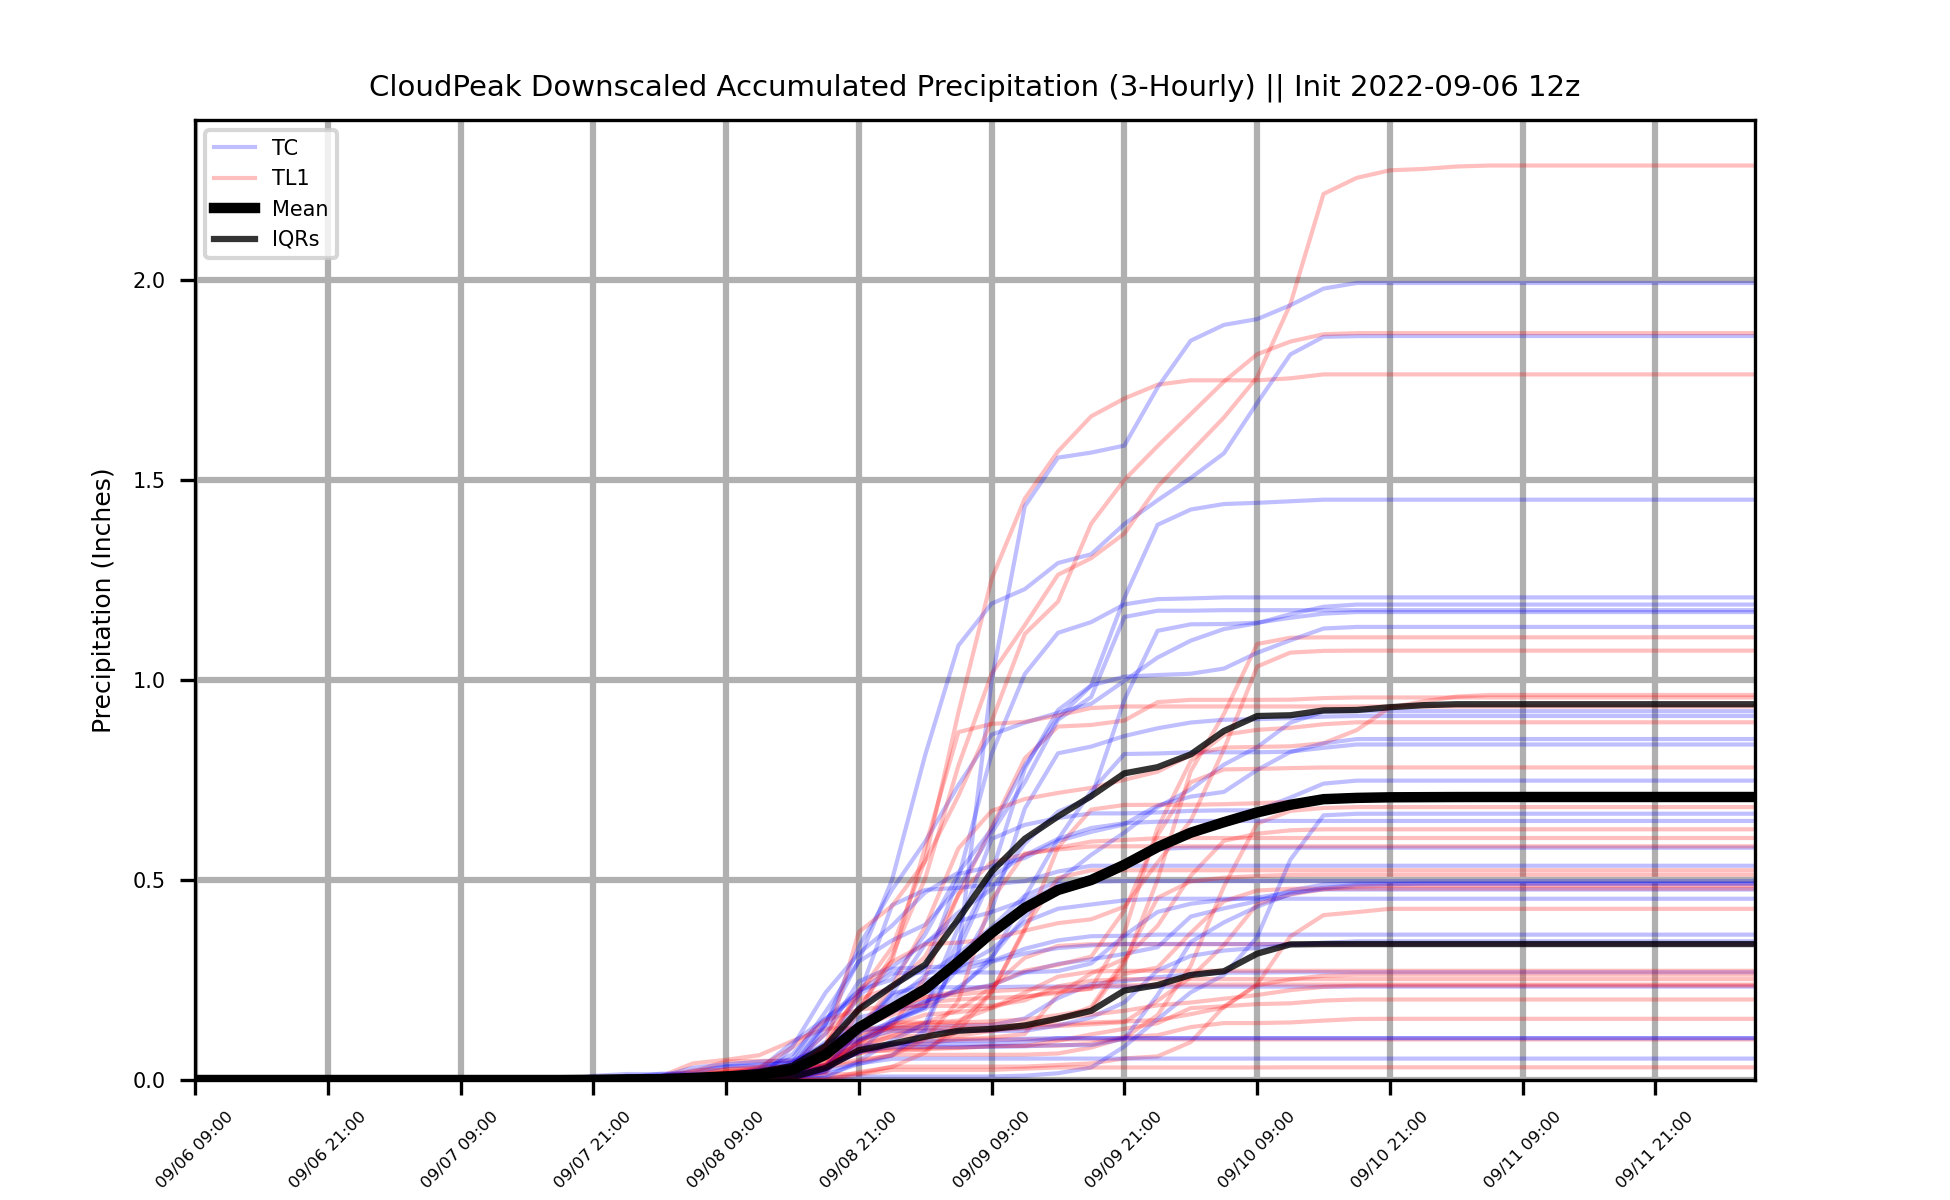 CloudPeak Downscaled Accumulated Precipitation (3-Hourly) || Init 2022-09-06 12z
TC
TL1
Mean
IQRs
Precipitation (Inches)
2.0
1.5
1.0
0.5
0.0
09/06 09:00
09/06 21:00
09/07 09:00
09/07 21:00
09/08 09:00
09/08 21:00
09/09 09:00
09/09 21:00
09/10 09:00
09/10 21:00
09/11 09:00
09/11 21:00